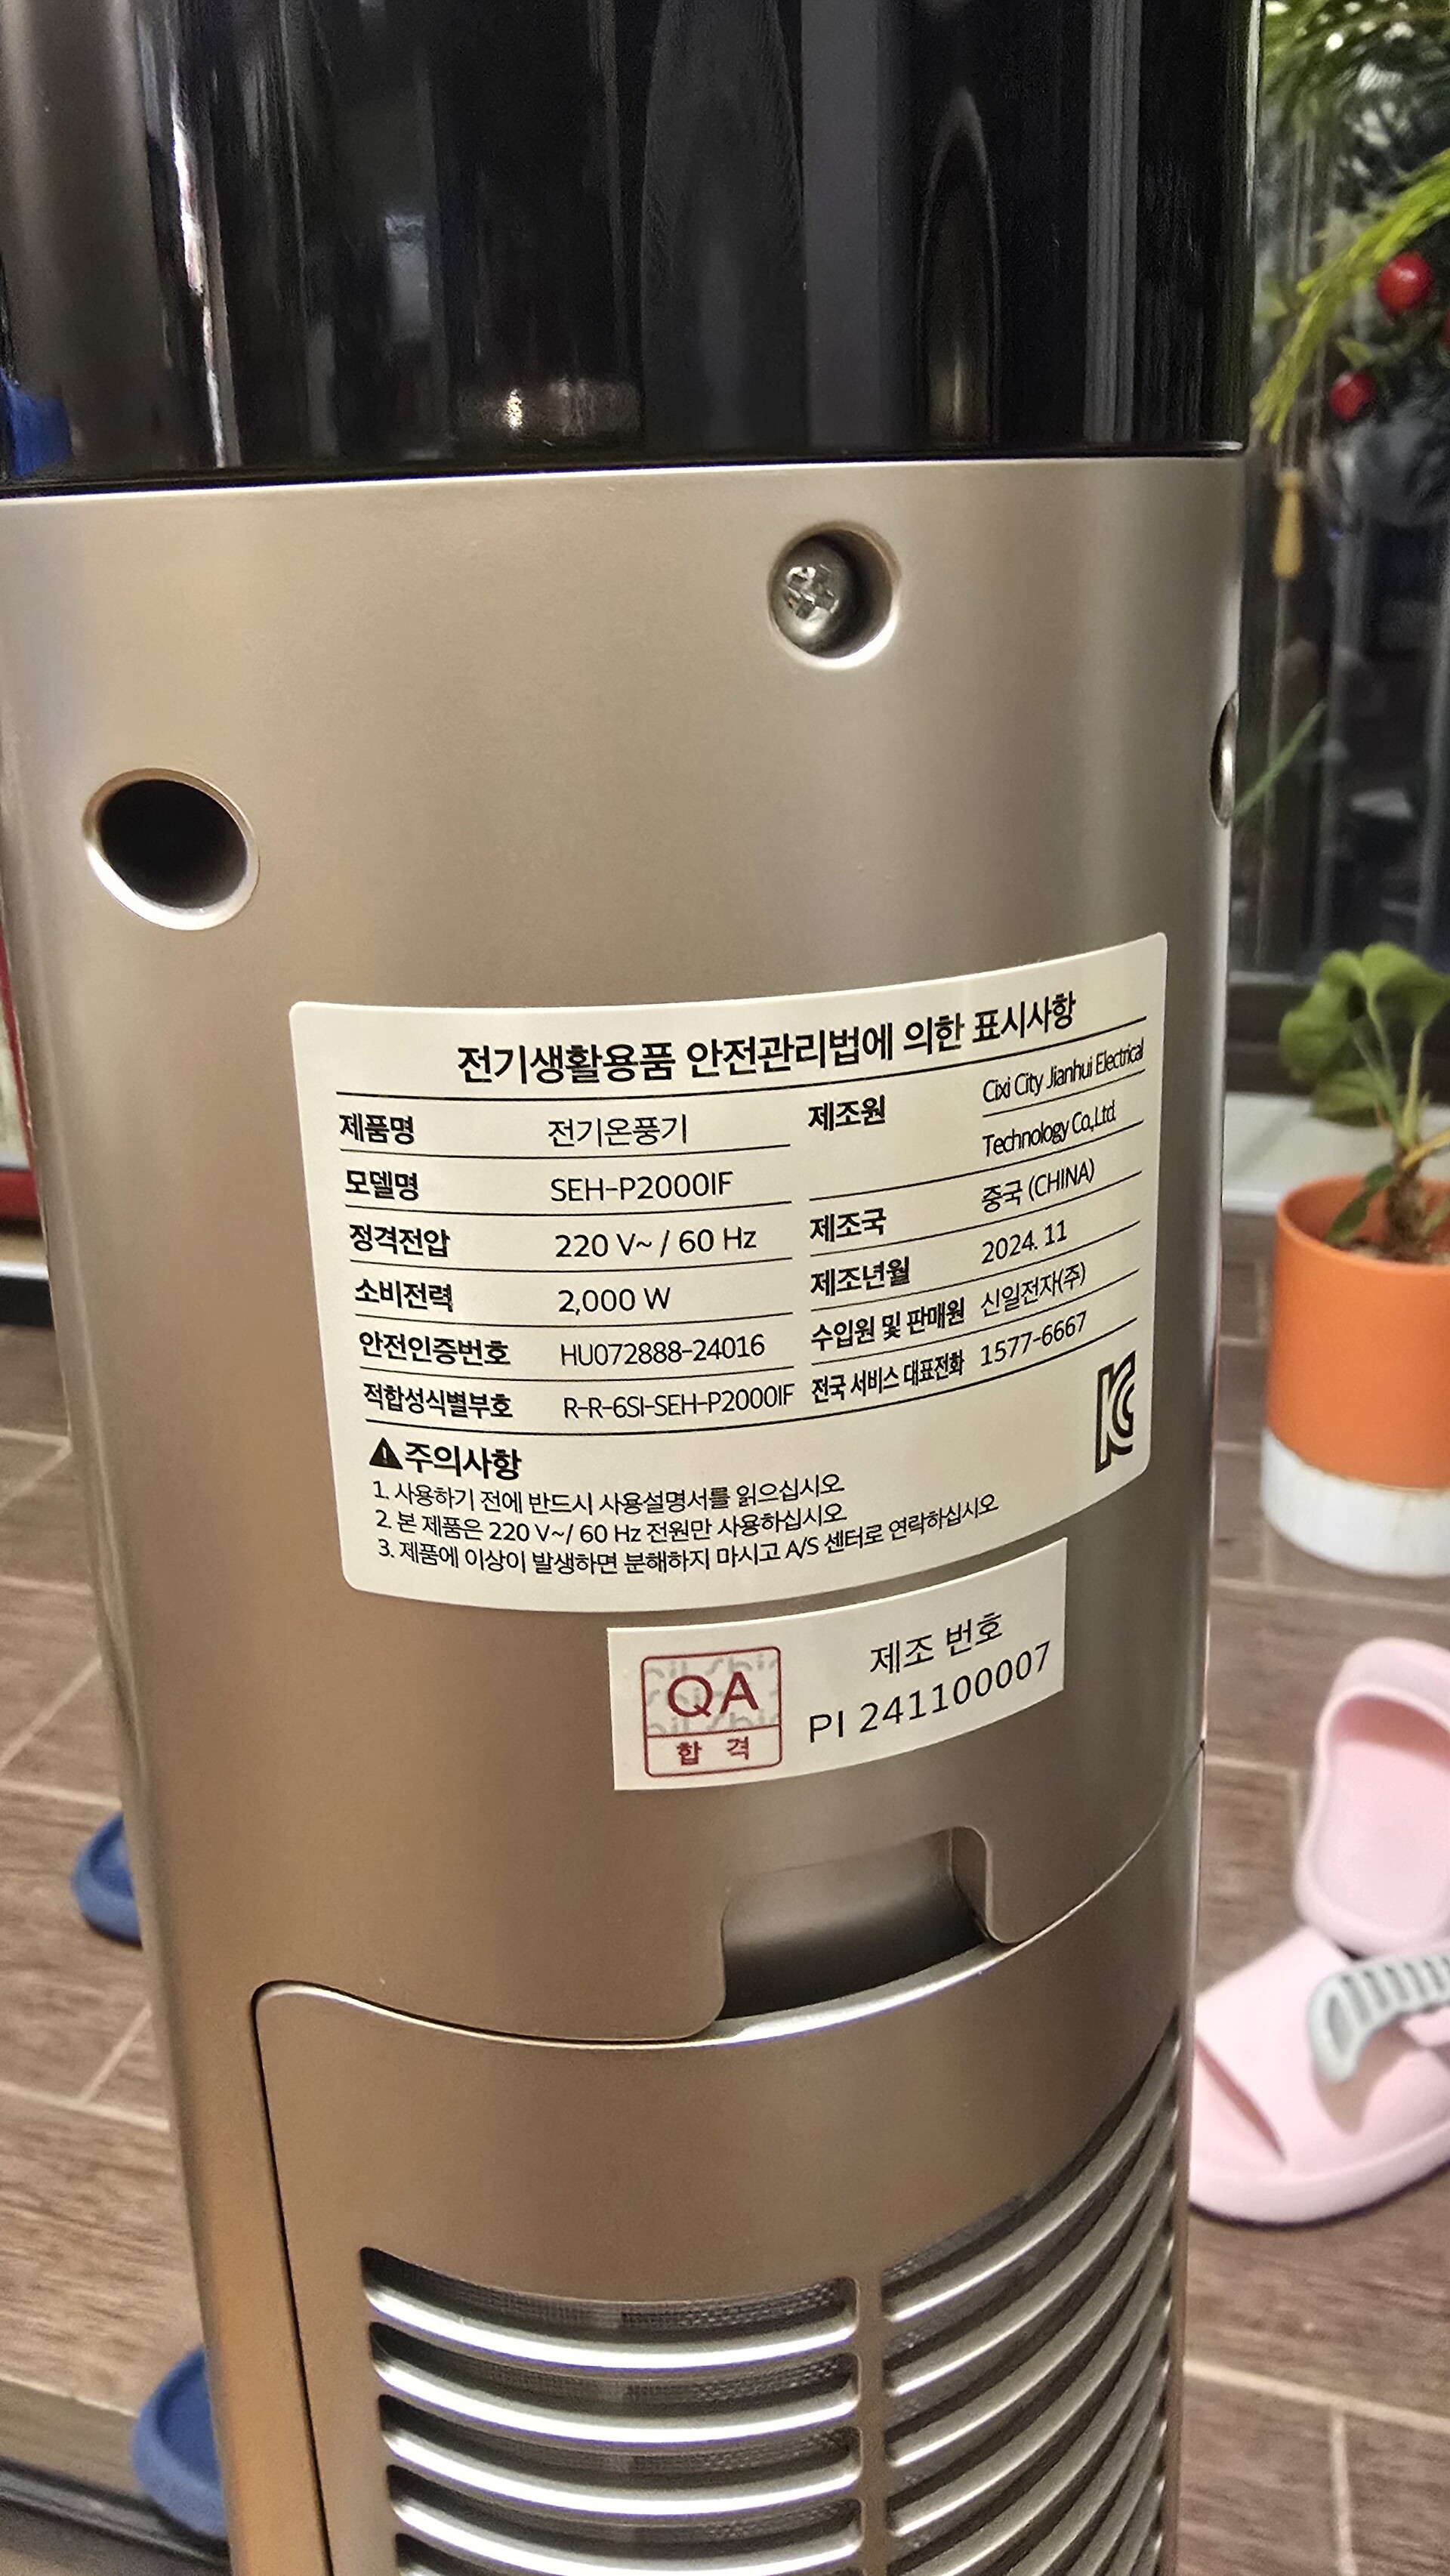 전기생활용품 안전관리법에 의한 표시사항
제품명 전기온풍기
모델명 SEH-P2000IF
정격전압 220 V~ / 60 Hz
소비전력 2,000 W
안전인증번호 HU072888-24016
적합성식별부호 R-R-6SI-SEH-P2000IF
제조원 Cixi City Jianhui Electrical
Technology Co.,Ltd.
제조국 중국 (CHINA)
제조년월 2024. 11
수입원 및 판매원 신일전자(주)
전국 서비스 대표전화 1577-6667
주의사항
1. 사용하기 전에 반드시 사용설명서를 읽으십시오.
2. 본 제품은 220 V~/ 60 Hz 전원만 사용하십시오.
3. 제품에 이상이 발생하면 분해하지 마시고 A/S 센터로 연락하십시오.
QA
합 격
제조 번호
PI 241100007